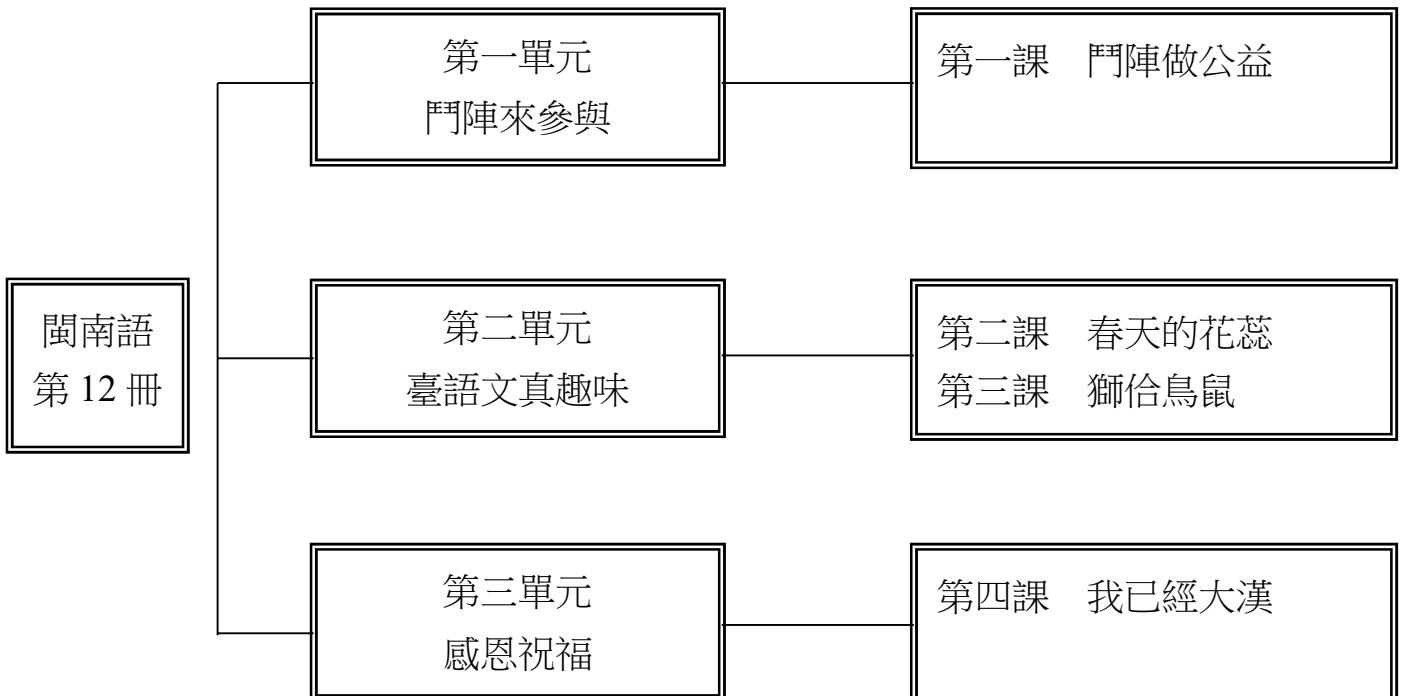 閩南語
第 12 冊
第一單元
鬥陣來參與
第一課 鬥陣做公益
第二單元
臺語文真趣味
第二課 春天的花蕊
第三課 獅佮鳥鼠
第三單元
感恩祝福
第四課 我已經大漢